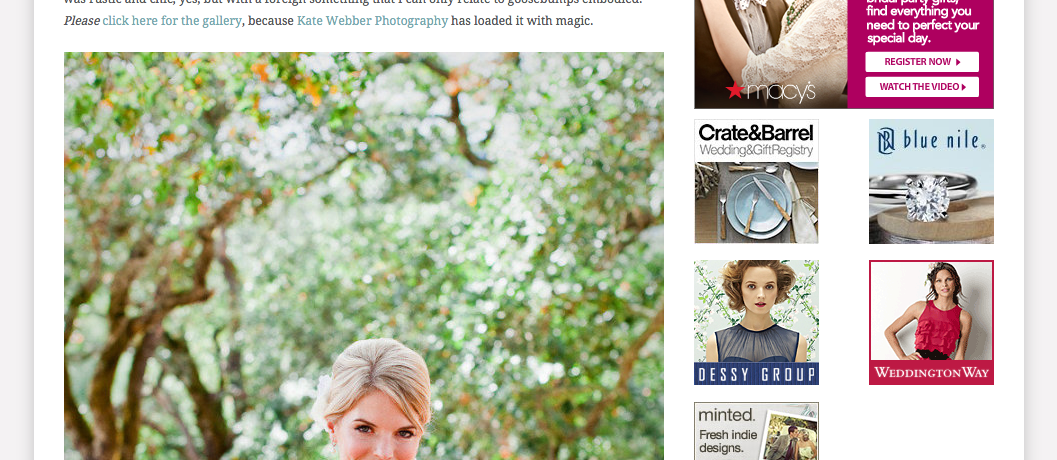 was rustic and chic, yes, but with a foreign something that I can only relate to goosebumps embodied.
Please click here for the gallery, because Kate Webber Photography has loaded it with magic.
bridal party gifts,
find everything you
need to perfect your
special day.
REGISTER NOW
WATCH THE VIDEO
macy's
Crate&Barrel
Wedding&GiftRegistry
blue nile®
DESSY GROUP
WEDDINGTONWAY
minted.
Fresh indie
designs.